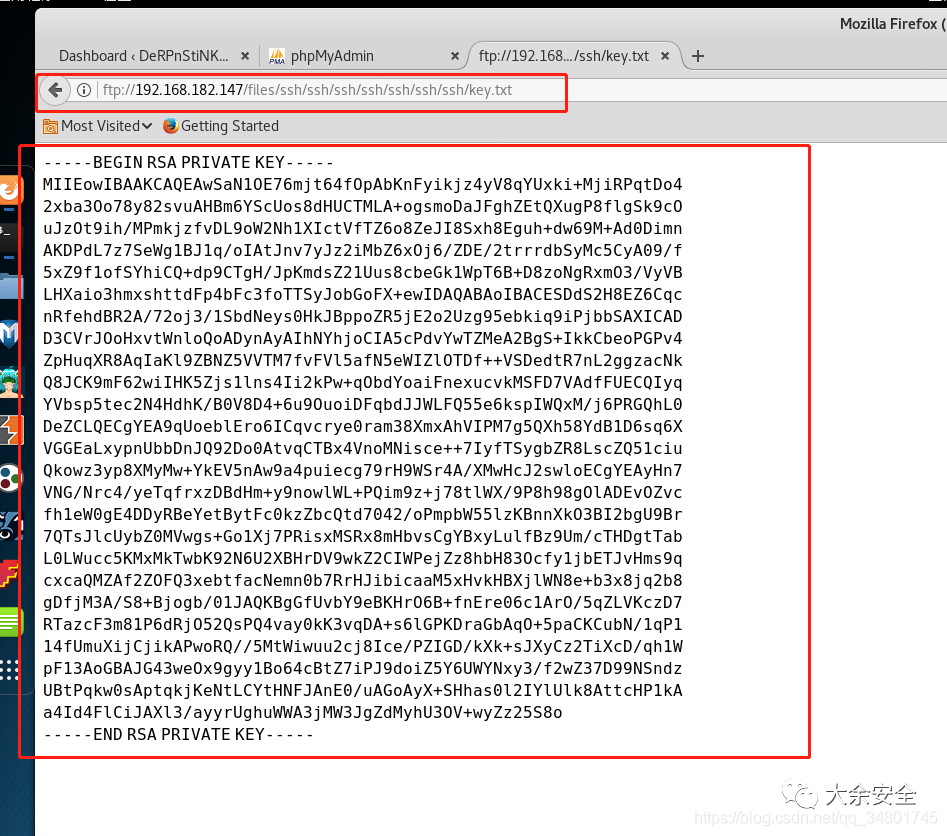 Mozilla Firefox (
Dashboard ‹ DeRPnStiNK... × phpMyAdmin × ftp://192.168.../ssh/key.txt × +
ftp://192.168.182.147/files/ssh/ssh/ssh/ssh/ssh/ssh/ssh/key.txt
Most Visited Getting Started
-----BEGIN RSA PRIVATE KEY-----
MIIEowIBAAKCAQEAwSaN1OE76mjt64fOpAbKnFyikjz4yV8qYUxki+MjiRPqtDo4
2xba3Oo78y82svuAHBm6YScUos8dHUCTMLA+ogsmoDaJFghZEtQXugP8flgSk9cO
uJzOt9ih/MPmkjzfvDL9oW2Nh1XIctVfTZ6o8ZeJI8Sxh8Eguh+dw69M+Ad0Dimn
AKDPdL7z7SeWg1BJ1q/oIAtJnv7yJz2iMbZ6xOj6/ZDE/2trrrdbSyMc5CyA09/f
5xZ9f1ofSYhiCQ+dp9CTgH/JpKmdsZ21Uus8cbeGk1WpT6B+D8zoNgRxmO3/VyVB
LHXaio3hmxshttdFp4bFc3foTTSyJobGoFX+ewIDAQABAoIBACESDdS2H8EZ6Cqc
nRfehdBR2A/72oj3/1SbdNeys0HkJBppoZR5jE2o2Uzg95ebkiq9iPjbbSAXICAD
D3CVrJOoHxvtWnloQoADynAyAIhNYhjoCIA5cPdvYwTZMeA2BgS+IkkCbeoPGPv4
ZpHuqXR8AqIaKl9ZBNZ5VVTM7fvFVl5afN5eWIZlOTDf++VSDedtR7nL2ggzacNk
Q8JCK9mF62wiIHK5Zjs1lns4Ii2kPw+qObdYoaiFnexucvkMSFD7VAdfFUECQIyq
YVbsp5tec2N4HdhK/B0V8D4+6u9OuoiDFqbdJJWLFQ55e6kspIWQxM/j6PRGQhL0
DeZCLQECgYEA9qUoeblEro6ICqvcrye0ram38XmxAhVIPM7g5QXh58YdB1D6sq6X
VGGEaLxypnUbbDnJQ92Do0AtvqCTBx4VnoMNisce++7IyfTSygbZR8LscZQ51ciu
Qkowz3yp8XMyMw+YkEV5nAw9a4puiecg79rH9WSr4A/XMwHcJ2swloECgYEAyHn7
VNG/Nrc4/yeTqfrxzDBdHm+y9nowlWL+PQim9z+j78tlWX/9P8h98gOlADEvOZvc
fh1eW0gE4DDyRBeYetBytFc0kzZbcQtd7042/oPmpbW55lzKBnnXkO3BI2bgU9Br
7QTsJlcUybZ0MVwgs+Go1Xj7PRisxMSRx8mHbvsCgYBxyLulfBz9Um/cTHDgtTab
L0LWucc5KMxMkTwbK92N6U2XBHrDV9wkZ2CIWPejZz8hbH83Ocfy1jbETJvHms9q
cxcaQMZAf2ZOFQ3xebtfacNemn0b7RrHJibicaaM5xHvkHBXjlWN8e+b3x8jq2b8
gDfjM3A/S8+Bjogb/01JAQKBgGfUvbY9eBKHrO6B+fnEre06c1ArO/5qZLVKczD7
RTazcF3m81P6dRjO52QsPQ4vay0kK3vqDA+s6lGPKDraGbAqO+5paCKCubN/1qP1
14fUmuXijCjikAPwoRQ//5MtWiwuu2cj8Ice/PZIGD/kXk+sJXyCz2TiXcD/qh1W
pF13AoGBAJG43weOx9gyy1Bo64cBtZ7iPJ9doiZ5Y6UWYNxy3/f2wZ37D99NSndz
UBtPqkw0sAptqkjKeNtLCYtHNFJAnE0/uAGoAyX+SHhas0l2IYlUlk8AttcHP1kA
a4Id4FlCiJAXl3/ayyrUghuWWA3jMW3JgZdMyhU3OV+wyZz25S8o
-----END RSA PRIVATE KEY-----
大余安全
https://blog.csdn.net/qq_34801745